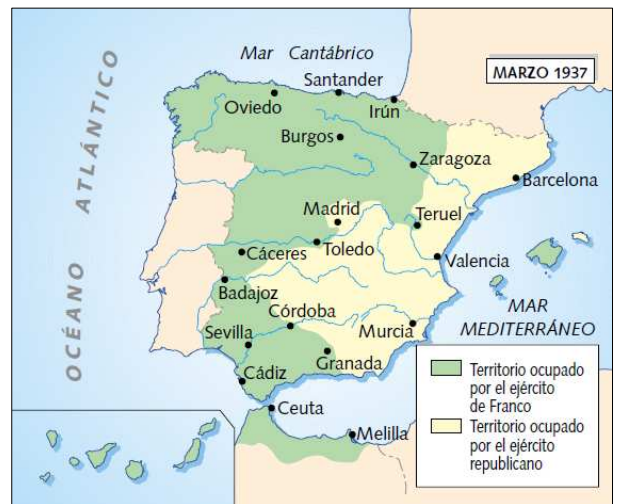 Mar Cantábrico
MARZO 1937
OCÉANO ATLÁNTICO
Santander
Oviedo
Irún
Burgos
Zaragoza
Barcelona
Madrid
Teruel
Toledo
Cáceres
Valencia
Badajoz
Córdoba
MAR
MEDITERRÁNEO
Sevilla
Murcia
Granada
Cádiz
Ceuta
Melilla
Territorio ocupado
por el ejército
de Franco
Territorio ocupado
por el ejército
republicano